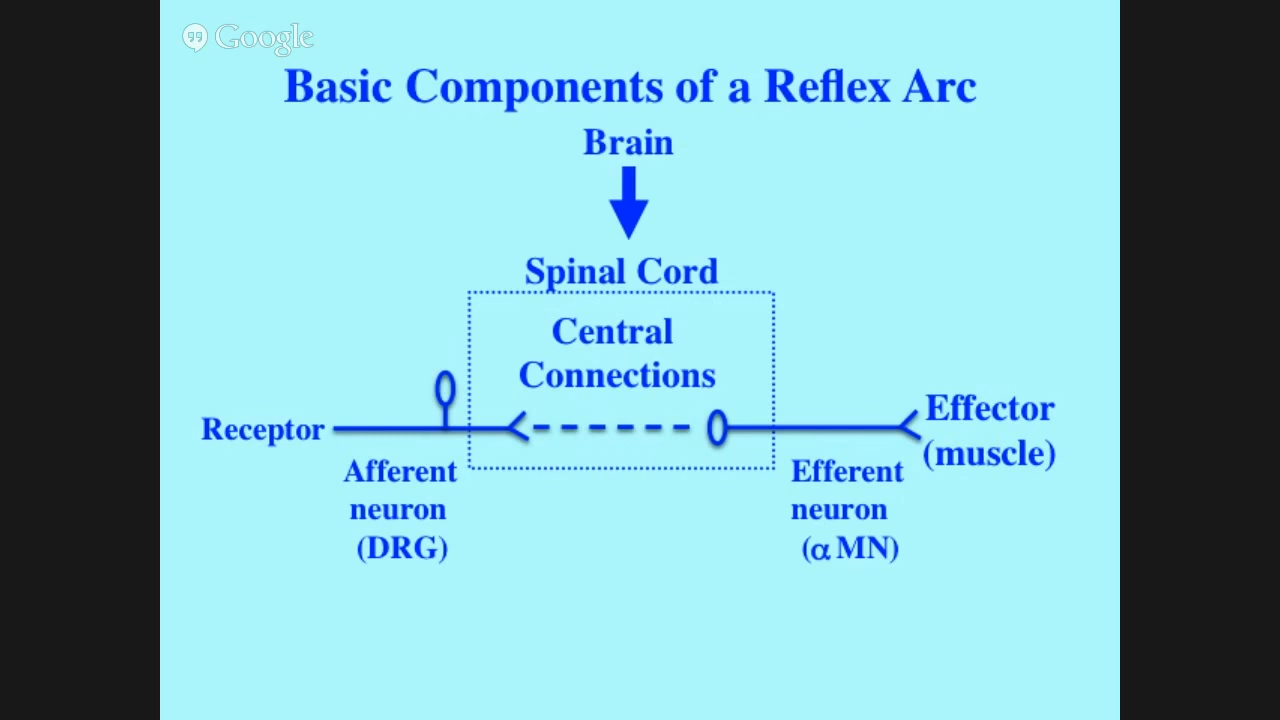 Google
Basic Components of a Reflex Arc
Brain
Spinal Cord
Central
Connections
Receptor
Afferent
neuron
(DRG)
Effector
(muscle)
Efferent
neuron
(α MN)